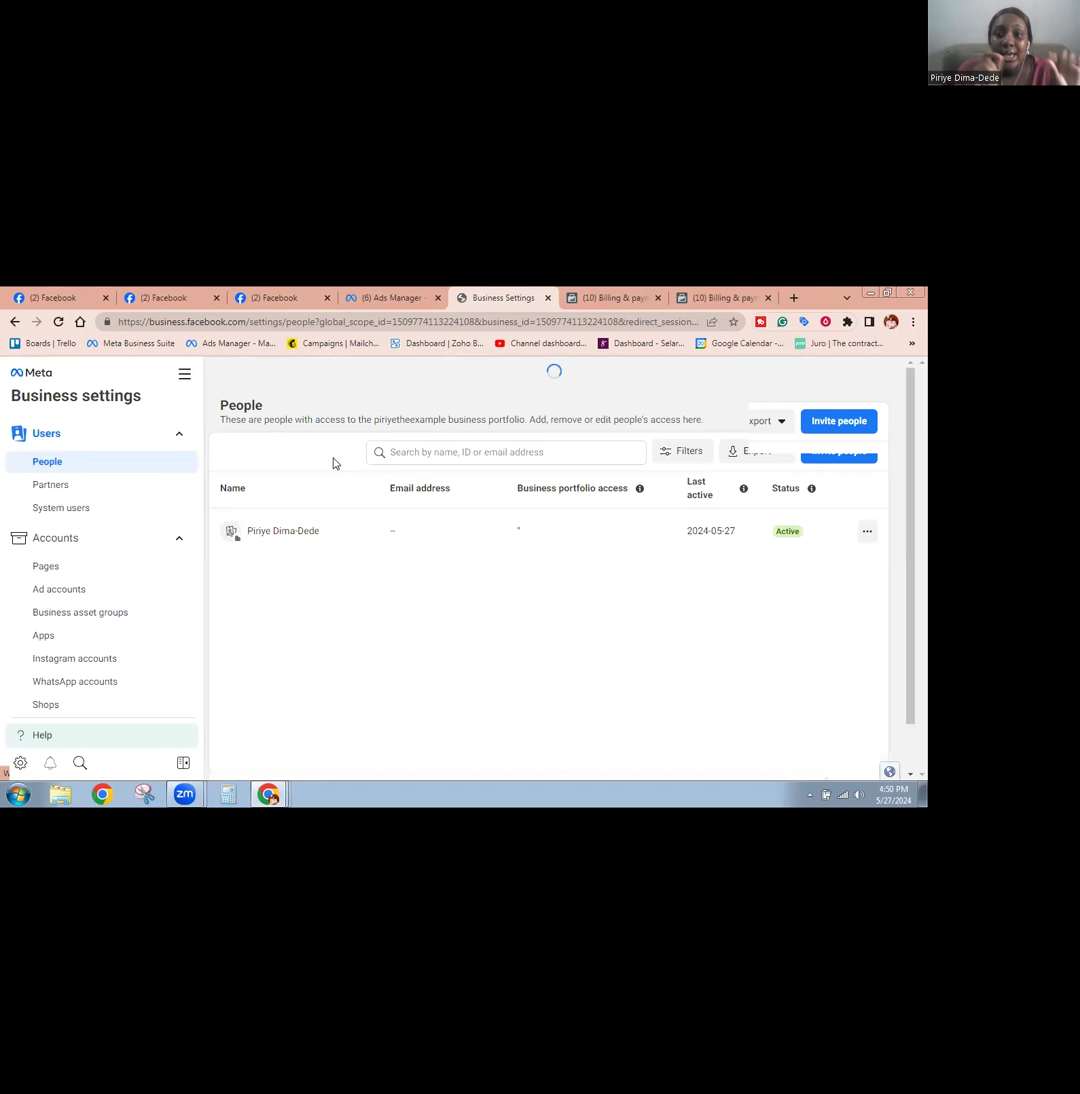 Piriye Dima-Dede
(2) Facebook
(2) Facebook
(2) Facebook
(6) Ads Manager -
Business Settings
(10) Billing & payn
(10) Billing & payn
https://business.facebook.com/settings/people?global_scope_id=1509774113224108&business_id=1509774113224108&redirect_session...
Boards | Trello
Meta Business Suite
Ads Manager - Ma...
Campaigns | Mailch...
Dashboard | Zoho B...
Channel dashboard...
Dashboard - Selar...
Google Calendar -...
Juro | The contract...
»
Meta
Business settings
Users
People
Partners
System users
Accounts
Pages
Ad accounts
Business asset groups
Apps
Instagram accounts
WhatsApp accounts
Shops
? Help
People
These are people with access to the piriyetheexample business portfolio. Add, remove or edit people's access here.
xport
Invite people
Search by name, ID or email address
Filters
Name
Email address
Business portfolio access
Last
active
Status
Piriye Dima-Dede
--
2024-05-27
Active
...
zm
4:50 PM
5/27/2024